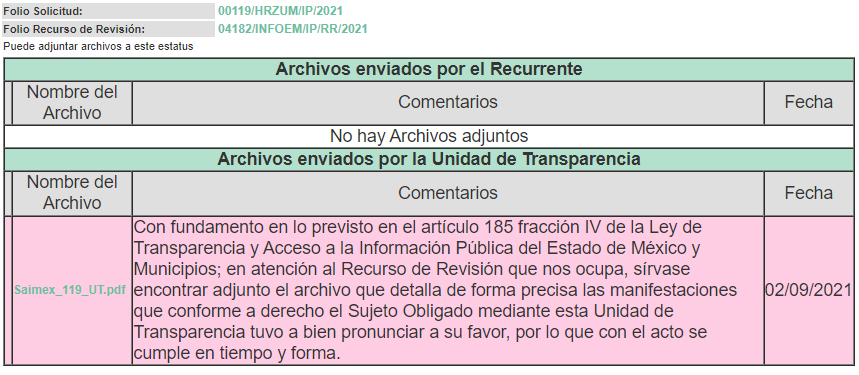 Folio Solicitud: 00119/HRZUM/IP/2021
Folio Recurso de Revisión: 04182/INFOEM/IP/RR/2021
Puede adjuntar archivos a este estatus
Archivos enviados por el Recurrente
Nombre del
Archivo
Comentarios
Fecha
No hay Archivos adjuntos
Archivos enviados por la Unidad de Transparencia
Nombre del
Archivo
Comentarios
Fecha
Saimex_119_UT.pdf
Con fundamento en lo previsto en el artículo 185 fracción IV de la Ley de
Transparencia y Acceso a la Información Pública del Estado de México y
Municipios; en atención al Recurso de Revisión que nos ocupa, sírvase
encontrar adjunto el archivo que detalla de forma precisa las manifestaciones
que conforme a derecho el Sujeto Obligado mediante esta Unidad de
Transparencia tuvo a bien pronunciar a su favor, por lo que con el acto se
cumple en tiempo y forma.
02/09/2021